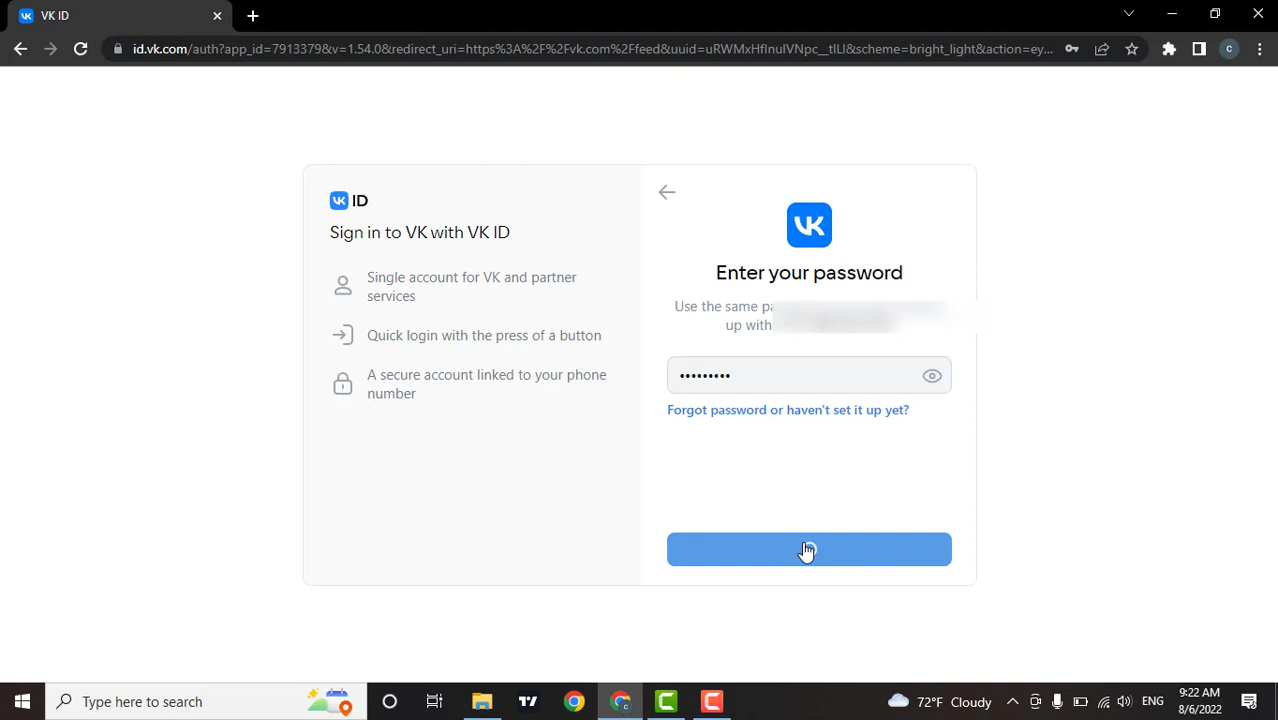 VK ID
id.vk.com/auth?app_id=7913379&v=1.54.0&redirect_uri=https%3A%2F%2Fvk.com%2Ffeed&uuid=uRWMxHflnuIVNpc__tlLl&scheme=bright_light&action=ey...
C
VK ID
Sign in to VK with VK ID
Single account for VK and partner
services
Quick login with the press of a button
A secure account linked to your phone
number
VK
Enter your password
Use the same
up with
•••••••••
Forgot password or haven't set it up yet?
Type here to search
72°F Cloudy
ENG
9:22 AM
8/6/2022